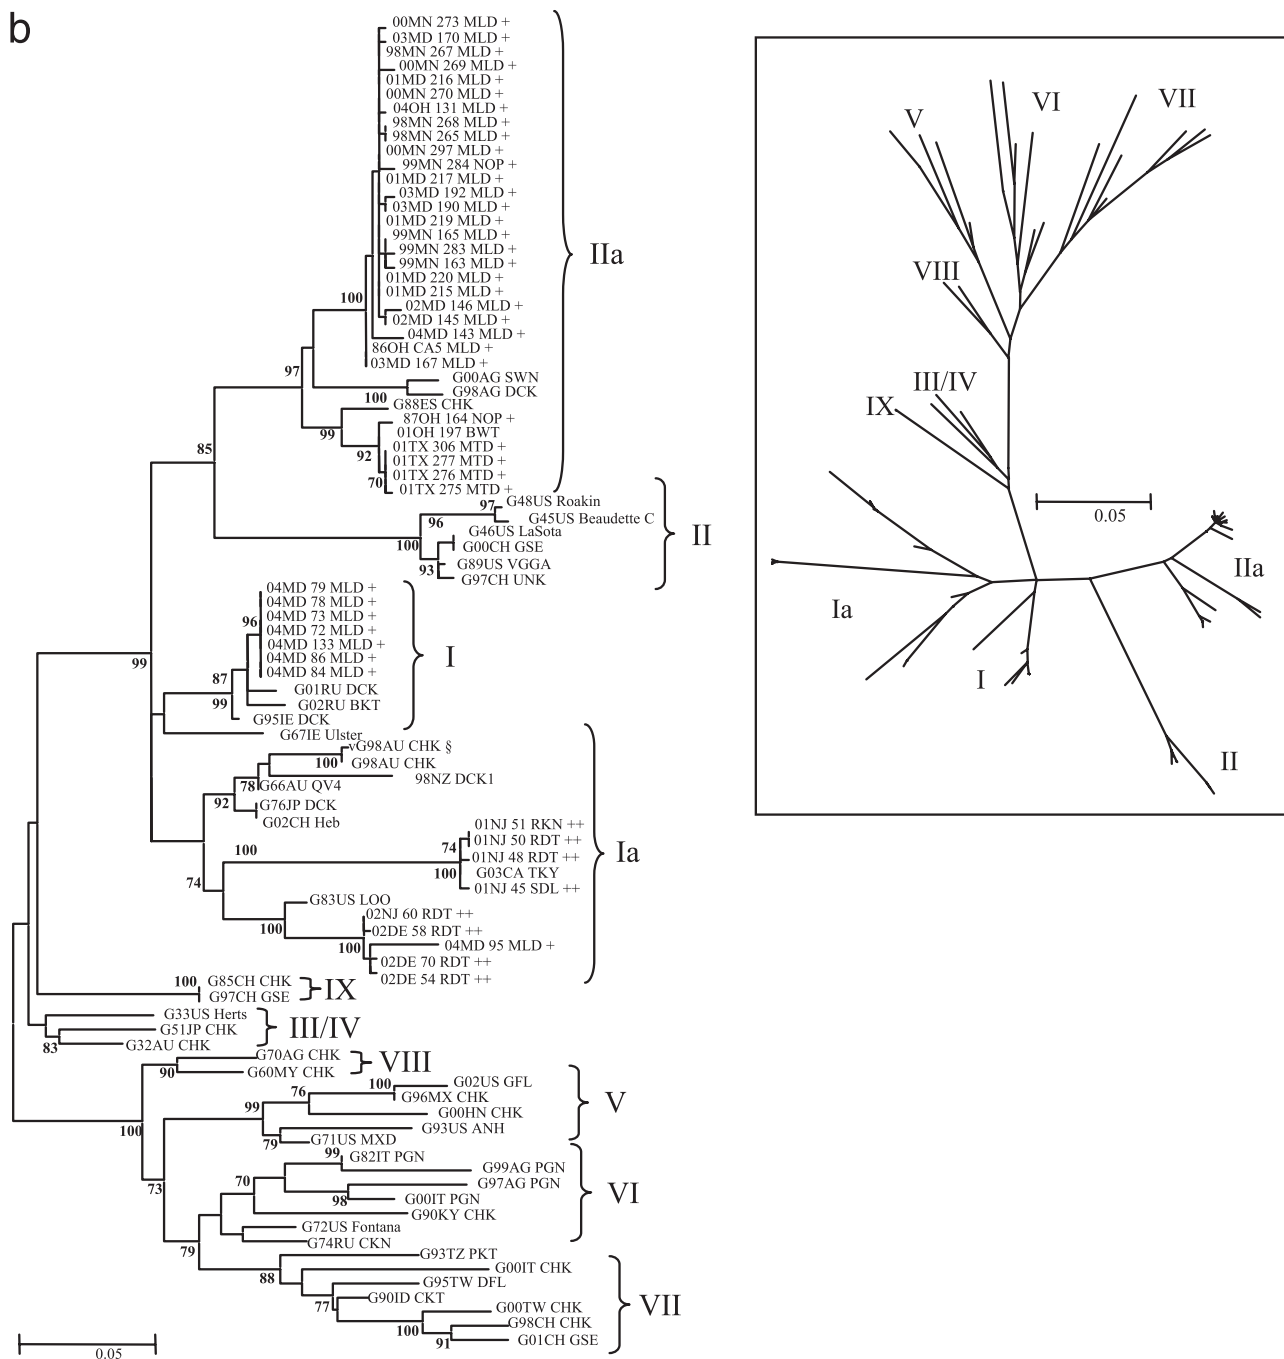 b
00MN 273 MLD +
03MD 170 MLD +
98MN 267 MLD +
00MN 269 MLD +
01MD 216 MLD +
00MN 270 MLD +
04OH 131 MLD +
98MN 268 MLD +
98MN 265 MLD +
00MN 297 MLD +
99MN 284 NOP +
01MD 217 MLD +
03MD 192 MLD +
03MD 190 MLD +
01MD 219 MLD +
99MN 165 MLD +
99MN 283 MLD +
99MN 163 MLD +
01MD 220 MLD +
01MD 215 MLD +
02MD 146 MLD +
100
02MD 145 MLD +
04MD 143 MLD +
86OH CA5 MLD +
03MD 167 MLD +
97
G00AG SWN
G98AG DCK
100
G88ES CHK
87OH 164 NOP +
99
01OH 197 BWT
01TX 306 MTD +
92
01TX 277 MTD +
01TX 276 MTD +
70
01TX 275 MTD +
IIa
85
97
G48US Roakin
G45US Beaudette C
96
G46US LaSota
100
G00CH GSE
G89US VGGA
93
G97CH UNK
II
04MD 79 MLD +
04MD 78 MLD +
04MD 73 MLD +
96
04MD 72 MLD +
04MD 133 MLD +
04MD 86 MLD +
04MD 84 MLD +
87
G01RU DCK
99
G02RU BKT
G95IE DCK
G67IE Ulster
I
99
vG98AU CHK §
100
G98AU CHK
98NZ DCK1
78
G66AU QV4
92
G76JP DCK
G02CH Heb
01NJ 51 RKN ++
01NJ 50 RDT ++
74
100
01NJ 48 RDT ++
100
G03CA TKY
01NJ 45 SDL ++
74
G83US LOO
02NJ 60 RDT ++
100
02DE 58 RDT ++
100
04MD 95 MLD +
02DE 70 RDT ++
02DE 54 RDT ++
Ia
100
G85CH CHK
G97CH GSE
IX
G33US Herts
G51JP CHK
83
G32AU CHK
III/IV
G70AG CHK
90
G60MY CHK
VIII
100
100
G02US GFL
76
G96MX CHK
99
G00HN CHK
G93US ANH
79
G71US MXD
V
73
99
G82IT PGN
G99AG PGN
70
G97AG PGN
98
G00IT PGN
G90KY CHK
G72US Fontana
G74RU CKN
VI
79
G93TZ PKT
88
G00IT CHK
G95TW DFL
G90ID CKT
77
G00TW CHK
100
G98CH CHK
91
G01CH GSE
VII
0.05
V
VI
VII
VIII
III/IV
IX
0.05
IIa
Ia
I
II